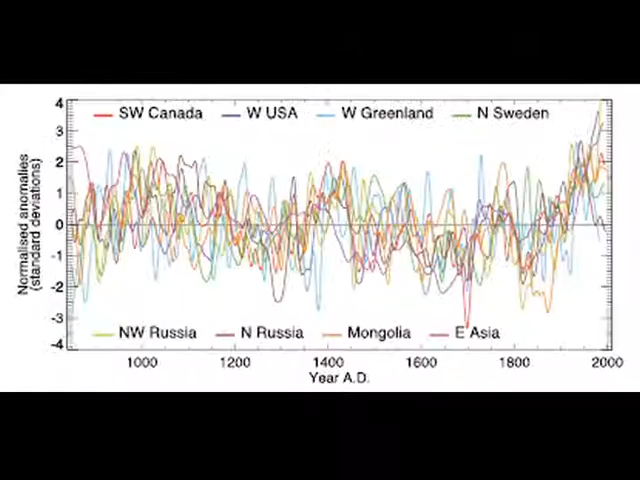 4
SW Canada W USA W Greenland N Sweden
3
2
1
0
-1
-2
-3
-4
Normalised anomalies
(standard deviations)
NW Russia N Russia Mongolia E Asia
1000 1200 1400 1600 1800 2000
Year A.D.